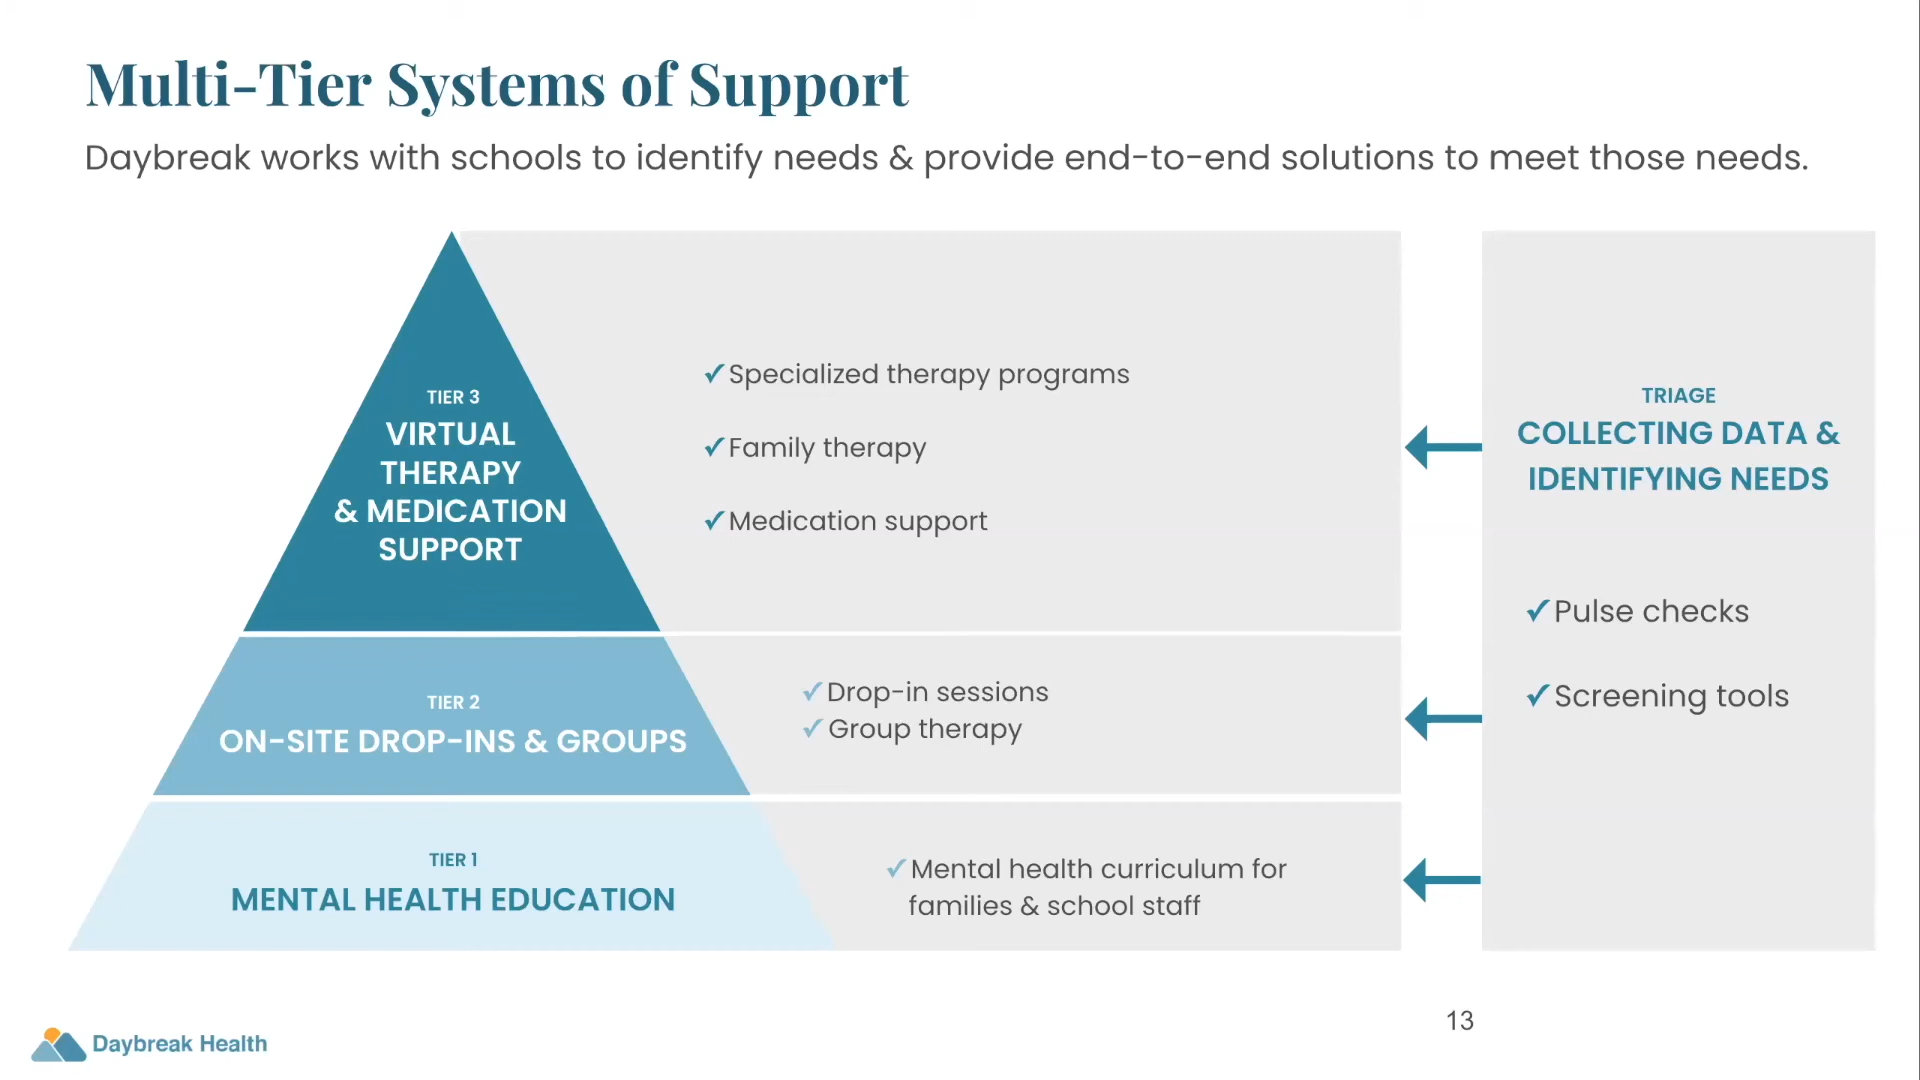 Multi-Tier Systems of Support
Daybreak works with schools to identify needs & provide end-to-end solutions to meet those needs.
TIER 3
VIRTUAL
THERAPY
& MEDICATION
SUPPORT
✓Specialized therapy programs
✓Family therapy
✓Medication support
TIER 2
ON-SITE DROP-INS & GROUPS
✓Drop-in sessions
✓Group therapy
TIER 1
MENTAL HEALTH EDUCATION
✓Mental health curriculum for
families & school staff
TRIAGE
COLLECTING DATA &
IDENTIFYING NEEDS
✓Pulse checks
✓Screening tools
13
Daybreak Health